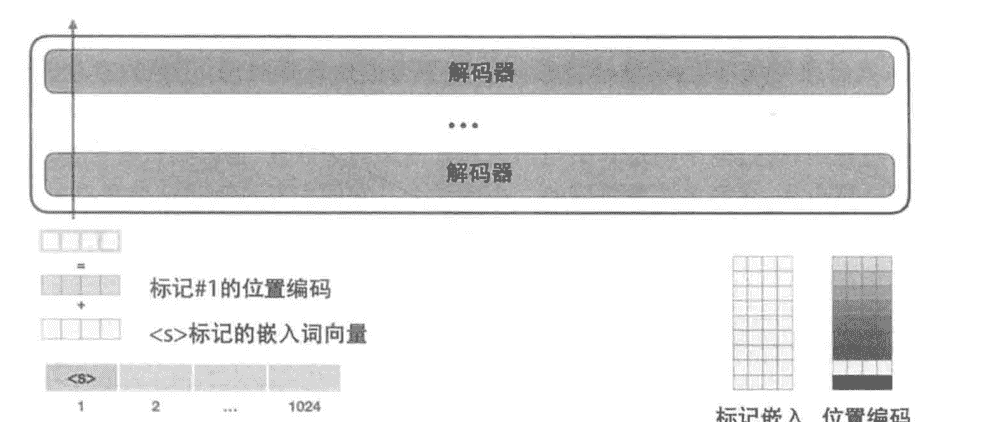 解码器
...
解码器
=
标记#1的位置编码
+
<s>标记的嵌入词向量
<s>
1 2 ... 1024
标记嵌入 位置编码